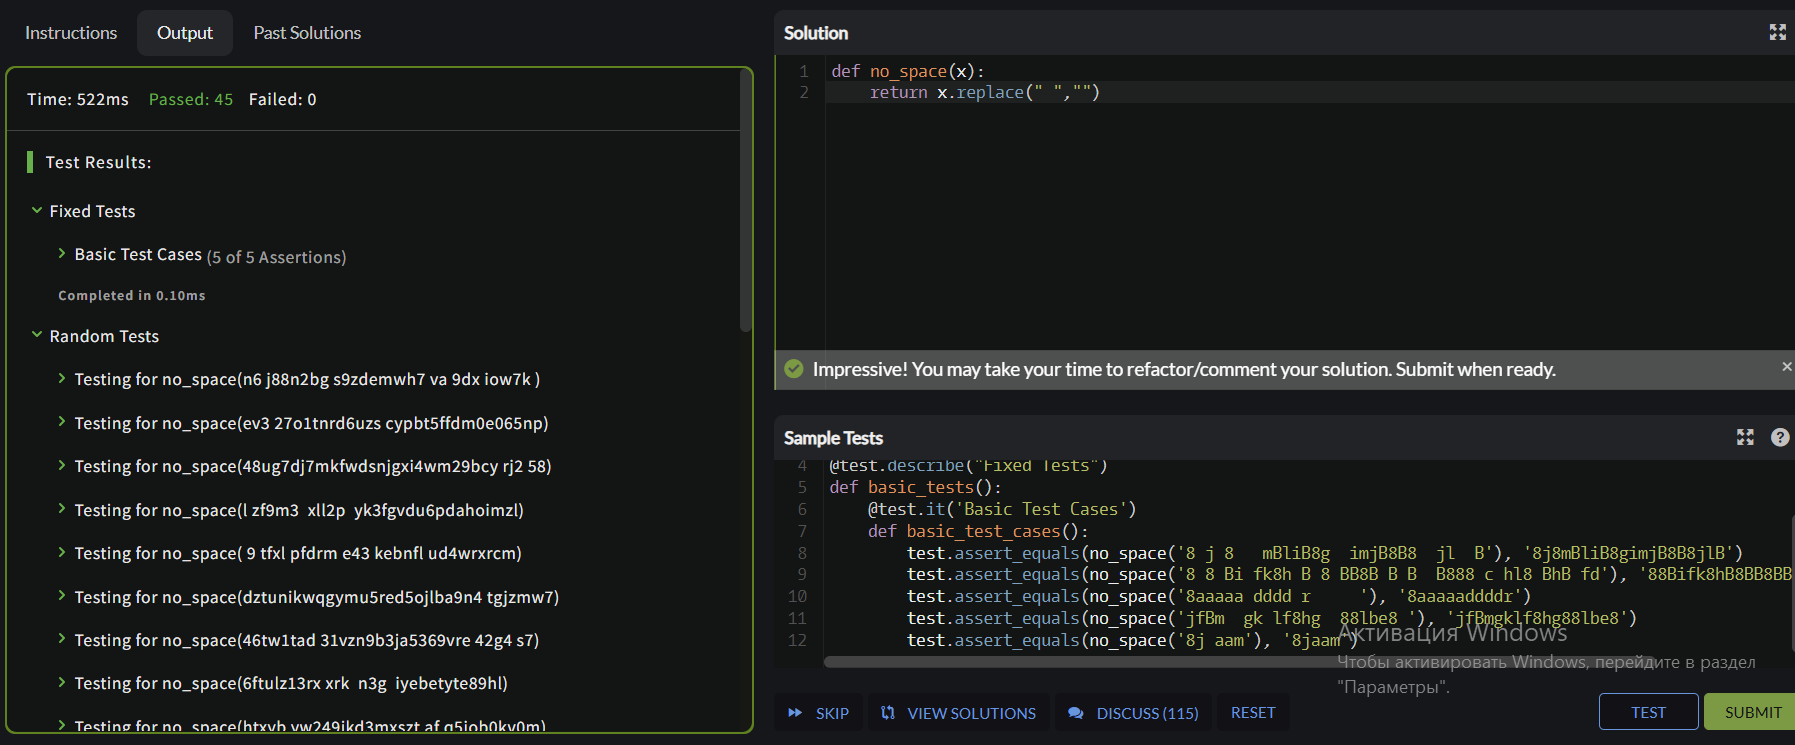 Instructions
Output
Past Solutions
Time: 522ms Passed: 45 Failed: 0
Test Results:
Fixed Tests
Basic Test Cases (5 of 5 Assertions)
Completed in 0.10ms
Random Tests
Testing for no_space(n6 j88n2bg s9zdemwh7 va 9dx iow7k )
Testing for no_space(ev3 27o1tnrd6uzs cypbt5ffdm0e065np)
Testing for no_space(48ug7dj7mkfwdsnjgxi4wm29bcy rj2 58)
Testing for no_space(l zf9m3  xll2p  yk3fgvdu6pdahoimzl)
Testing for no_space( 9 tfxl pfdrm e43 kebnfl ud4wrxrcm)
Testing for no_space(dztunikwqgymu5red5ojlba9n4 tgjzmw7)
Testing for no_space(46tw1tad 31vzn9b3ja5369vre 42g4 s7)
Testing for no_space(6ftulz13rx xrk  n3g  iyebetyte89hl)
Testing for no_space(htxyb vw249jkd3mxszt af q5job0ky0m)
Solution
1 def no_space(x):
2     return x.replace(" ","")
Impressive! You may take your time to refactor/comment your solution. Submit when ready.
Sample Tests
4 @test.describe("Fixed Tests")
5 def basic_tests():
6     @test.it('Basic Test Cases')
7     def basic_test_cases():
8         test.assert_equals(no_space('8 j 8   mBliB8g  imjB8B8  jl  B'), '8j8mBliB8gimjB8B8jlB')
9         test.assert_equals(no_space('8 8 Bi fk8h B 8 BB8B B B  B888 c hl8 BhB fd'), '88Bifk8hB8BB8BB
10         test.assert_equals(no_space('8aaaaa dddd r     '), '8aaaaaddddr')
11         test.assert_equals(no_space('jfBm  gk lf8hg  88lbe8 '), 'jfBmgklf8hg88lbe8')
12         test.assert_equals(no_space('8j aam'), '8jaam')
Активация Windows
Чтобы активировать Windows, перейдите в раздел
"Параметры".
SKIP
VIEW SOLUTIONS
DISCUSS (115)
RESET
TEST
SUBMIT